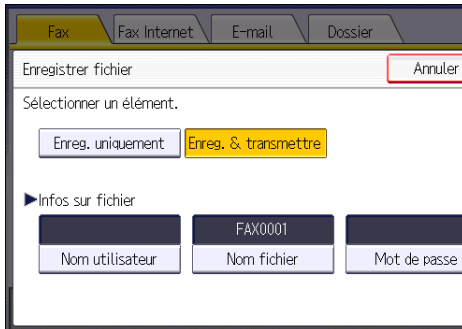 Fax Fax Internet E-mail Dossier
Enregistrer fichier Annuler
Sélectionner un élément.
Enreg. uniquement Enreg. & transmettre
►Infos sur fichier
FAX0001
Nom utilisateur Nom fichier Mot de passe